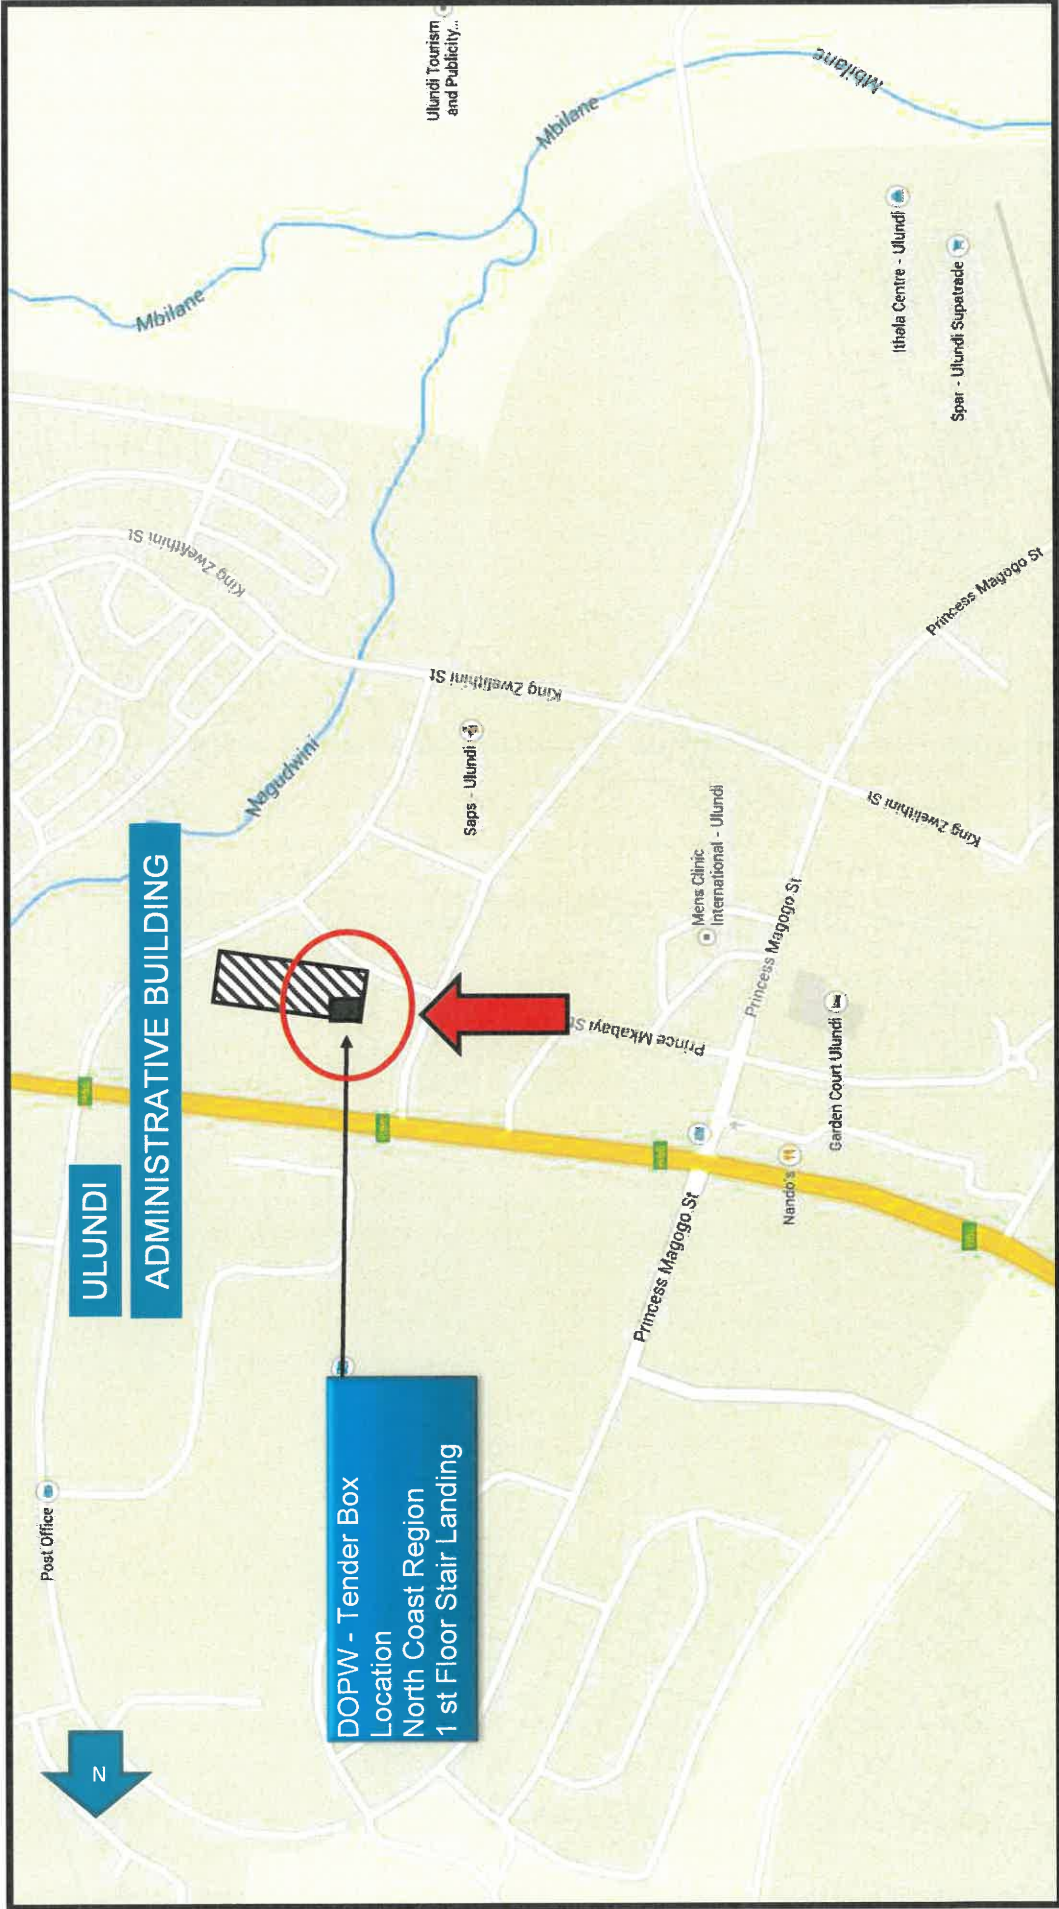 ULUNDI
ADMINISTRATIVE BUILDING
DOPW - Tender Box
Location
North Coast Region
1 st Floor Stair Landing
N
Post Office
Ulundi Tourism
and Publicity...
Mbilane
Mbilane
Mbilane
Magudwini
King Zwelithini St
King Zwelithini St
King Zwelithini St
Saps - Ulundi
Mens Clinic
International - Ulundi
Prince Mkabayi St
Princess Magogo St
Princess Magogo St
Princess Magogo St
Garden Court Ulundi
Nando's
Ithala Centre - Ulundi
Spar - Ulundi Supatrade